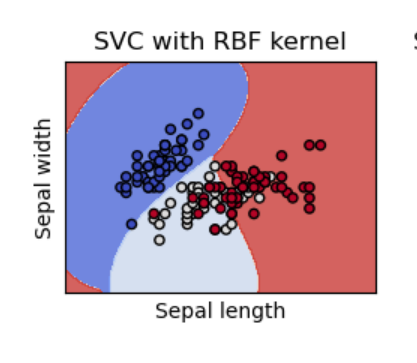 SVC with RBF kernel
Sepal width
Sepal length